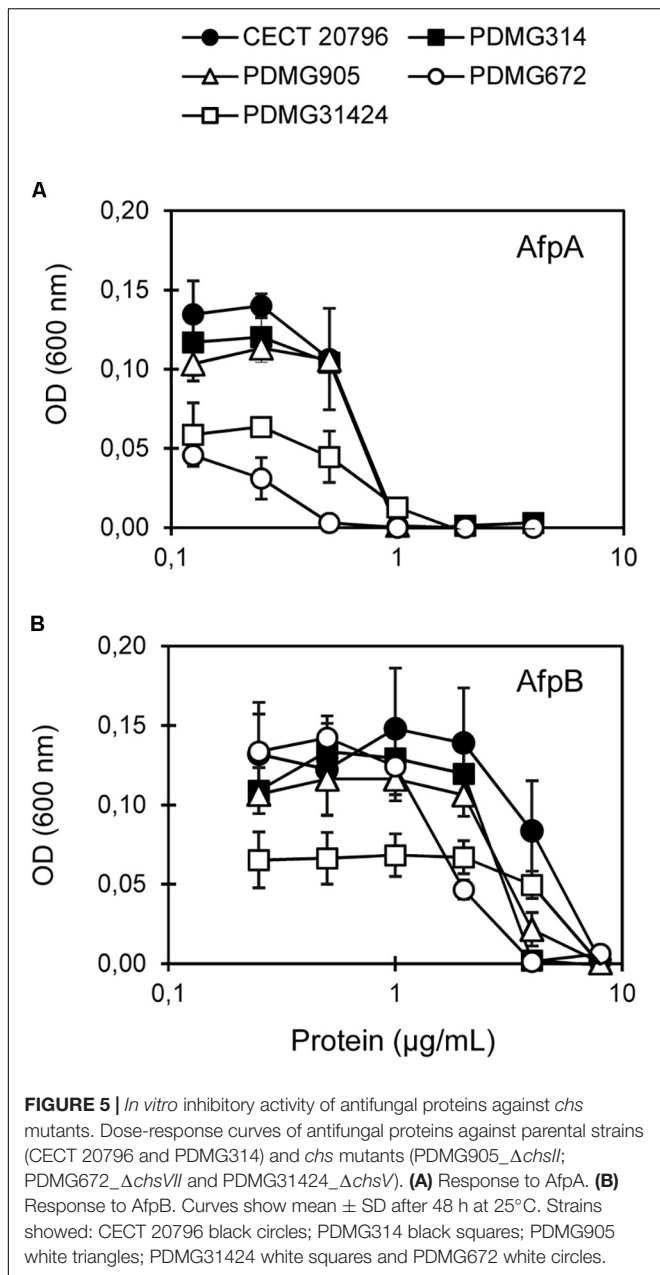 CECT 20796 PDMG314
PDMG905 PDMG672
PDMG31424
A
AfpA
OD (600 nm)
0,20
0,15
0,10
0,05
0,00
0,1 1 10
B
AfpB
OD (600 nm)
0,20
0,15
0,10
0,05
0,00
0,1 1 10
Protein (µg/mL)
FIGURE 5 | In vitro inhibitory activity of antifungal proteins against chs
mutants. Dose-response curves of antifungal proteins against parental strains
(CECT 20796 and PDMG314) and chs mutants (PDMG905_ΔchsII;
PDMG672_ΔchsVII and PDMG31424_ΔchsV). (A) Response to AfpA. (B)
Response to AfpB. Curves show mean ± SD after 48 h at 25°C. Strains
showed: CECT 20796 black circles; PDMG314 black squares; PDMG905
white triangles; PDMG31424 white squares and PDMG672 white circles.